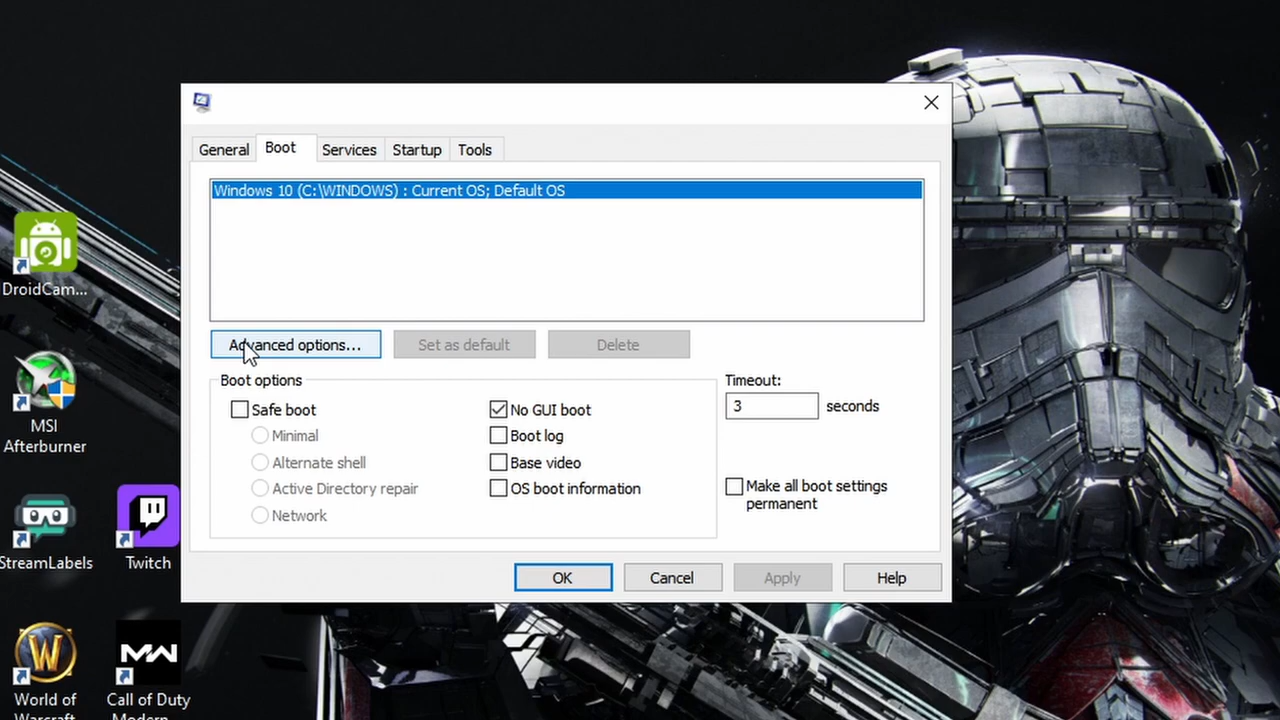 General
Boot
Services
Startup
Tools
Windows 10 (C:\WINDOWS) : Current OS; Default OS
Advanced options...
Set as default
Delete
Boot options
Timeout:
Safe boot
No GUI boot
3
seconds
Minimal
Boot log
Alternate shell
Base video
Active Directory repair
OS boot information
Make all boot settings
permanent
Network
OK
Cancel
Apply
Help
DroidCam...
MSI
Afterburner
StreamLabels
Twitch
World of
Warcraft
Call of Duty
Modern...